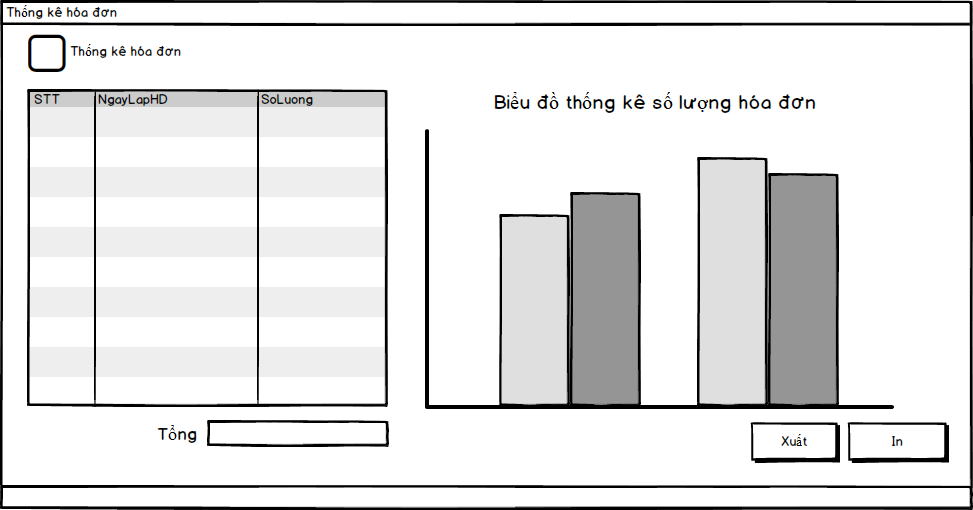 Thống kê hóa đơn
Thống kê hóa đơn
STT NgayLapHD SoLuong
Biểu đồ thống kê số lượng hóa đơn
Tổng
Xuất In